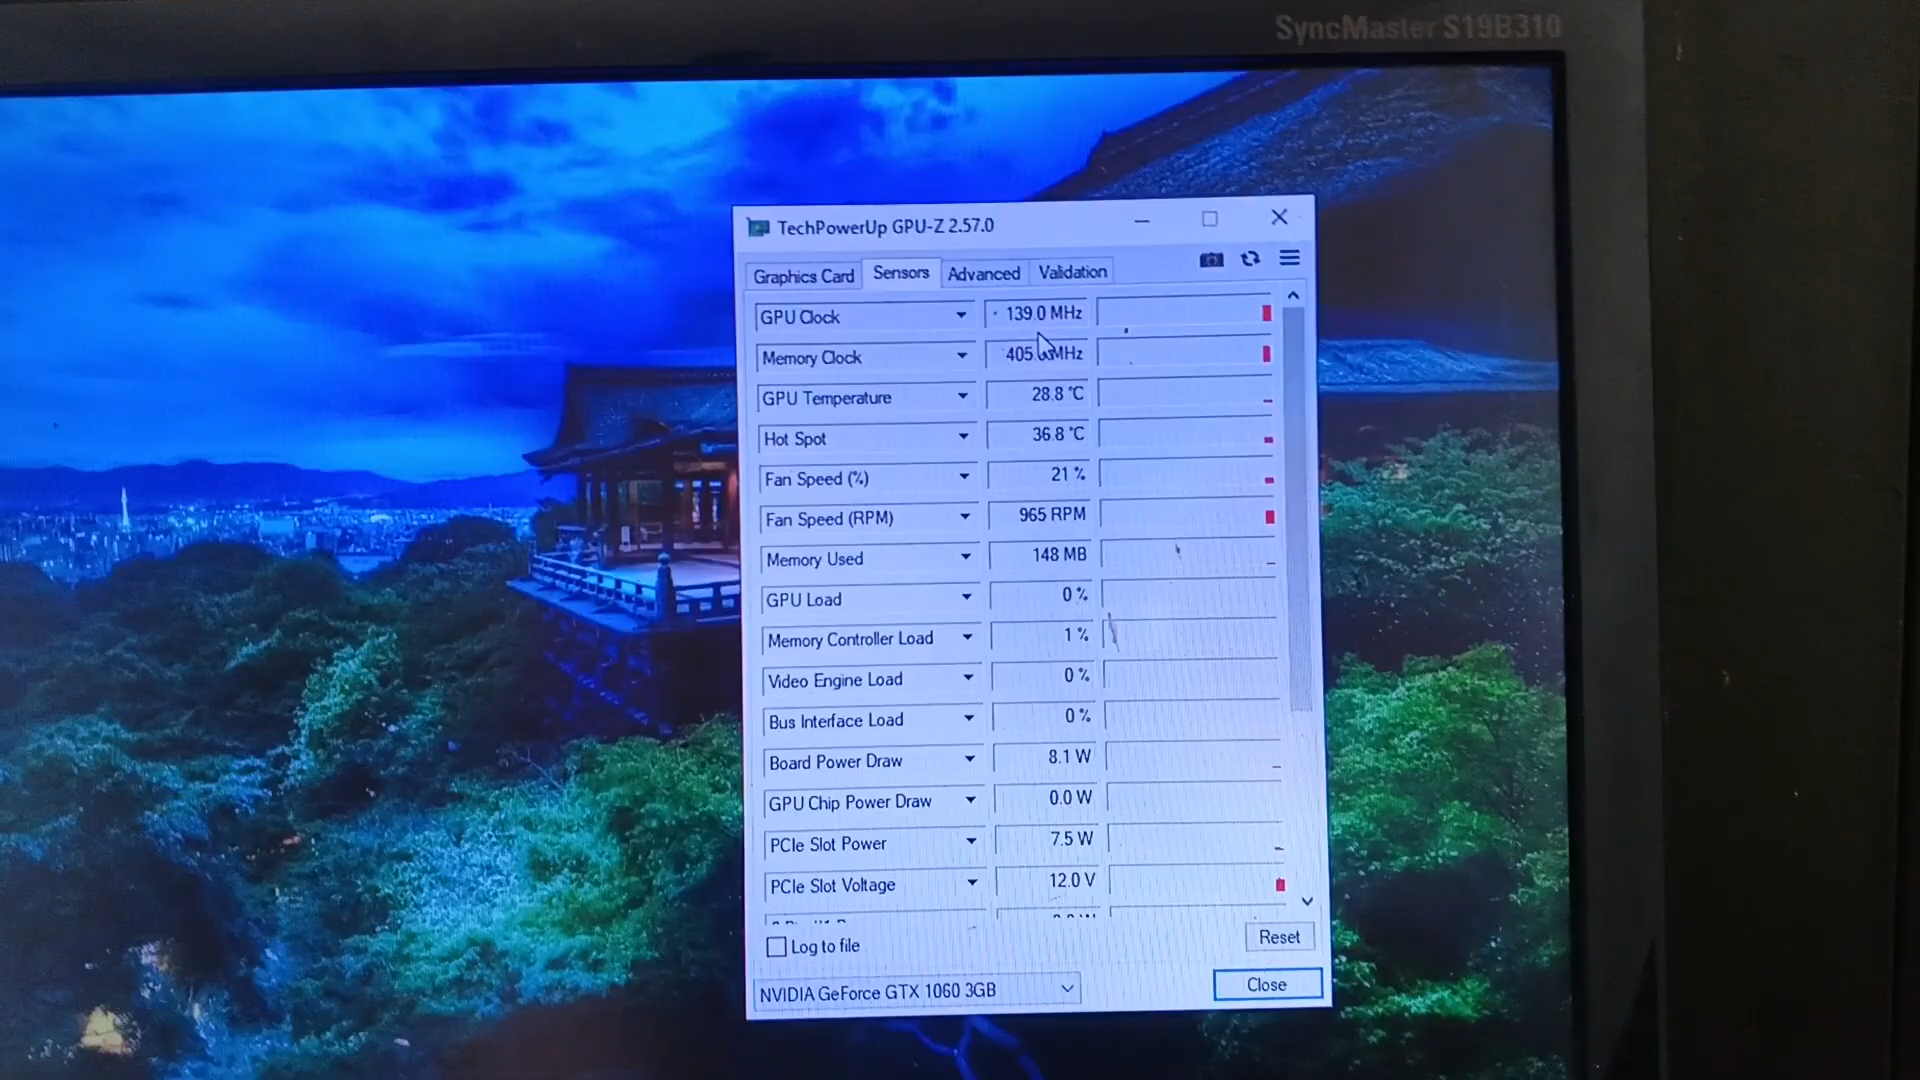 SyncMaster S19B310
TechPowerUp GPU-Z 2.57.0
Graphics Card Sensors Advanced Validation
GPU Clock 139.0 MHz
Memory Clock 405. MHz
GPU Temperature 28.8 °C
Hot Spot 36.8 °C
Fan Speed (%) 21 %
Fan Speed (RPM) 965 RPM
Memory Used 148 MB
GPU Load 0 %
Memory Controller Load 1 %
Video Engine Load 0 %
Bus Interface Load 0 %
Board Power Draw 8.1 W
GPU Chip Power Draw 0.0 W
PCIe Slot Power 7.5 W
PCIe Slot Voltage 12.0 V
Log to file
Reset
NVIDIA GeForce GTX 1060 3GB
Close